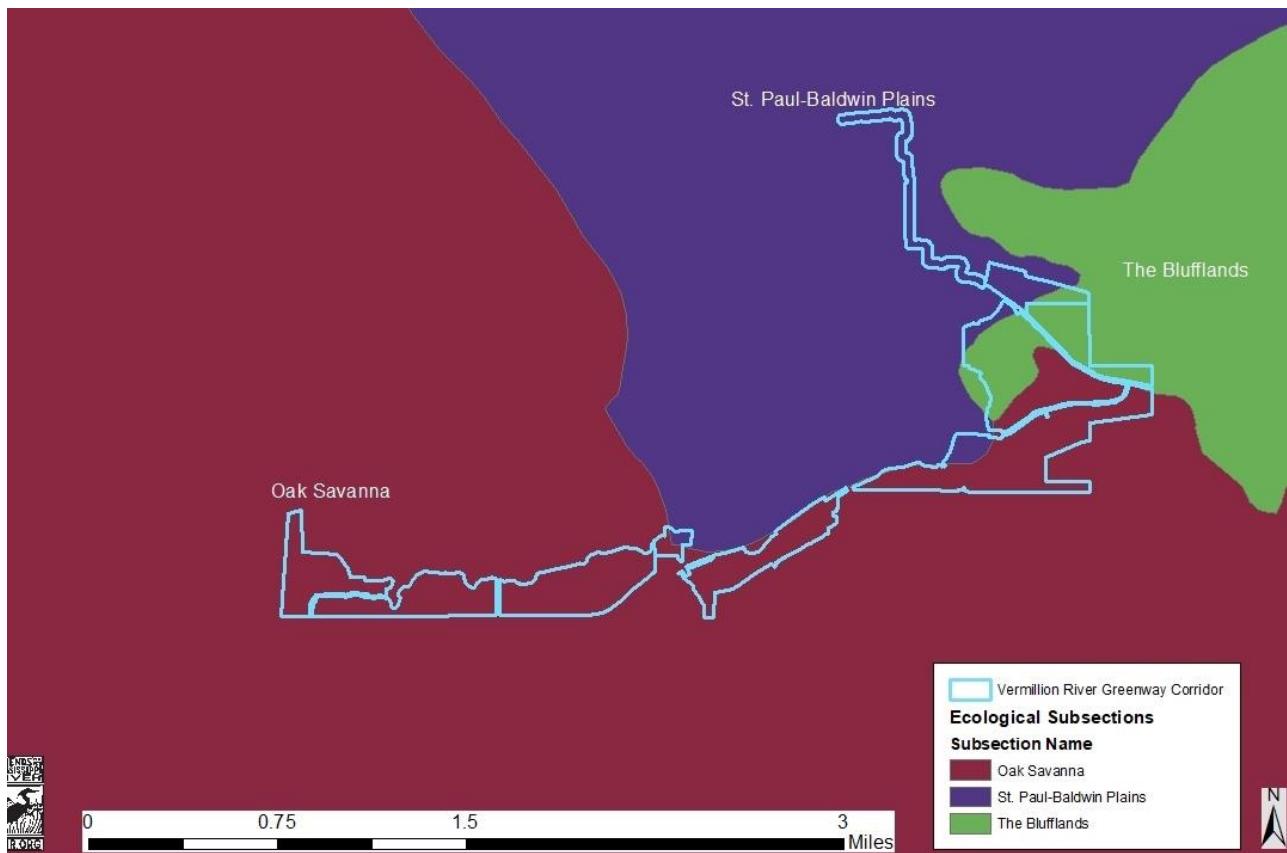 St. Paul-Baldwin Plains
The Blufflands
Oak Savanna
Vermillion River Greenway Corridor
Ecological Subsections
Subsection Name
Oak Savanna
St. Paul-Baldwin Plains
The Blufflands
0 0.75 1.5 3
Miles
N